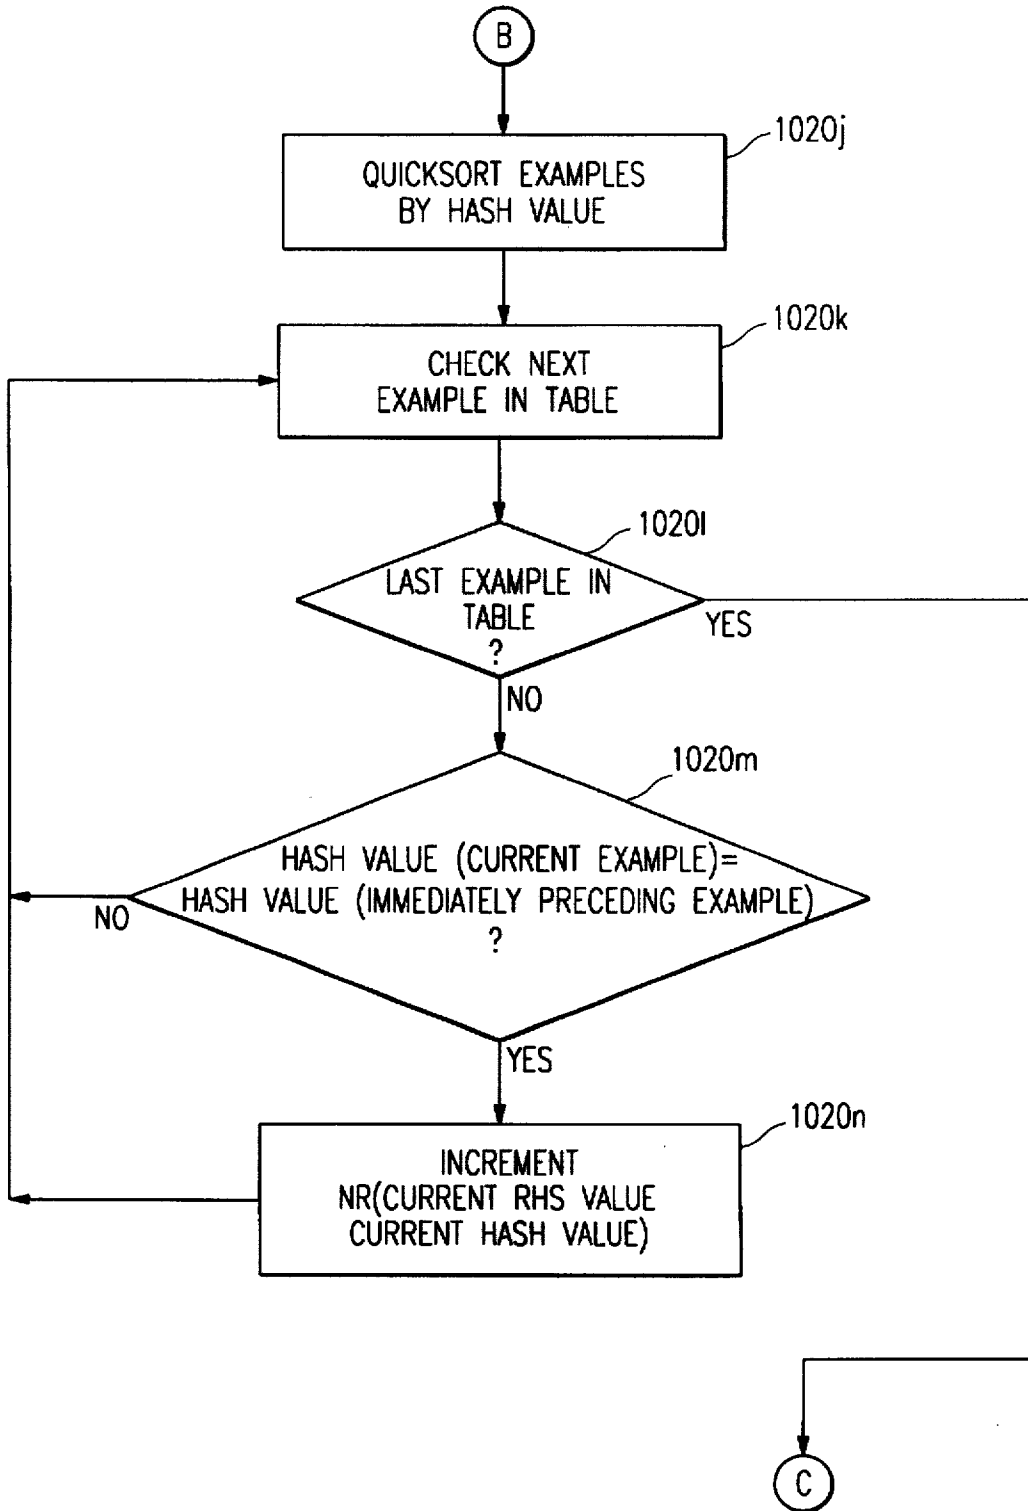 B
1020j
QUICKSORT EXAMPLES
BY HASH VALUE
1020k
CHECK NEXT
EXAMPLE IN TABLE
1020l
LAST EXAMPLE IN
TABLE
?
YES
NO
1020m
HASH VALUE (CURRENT EXAMPLE)=
HASH VALUE (IMMEDIATELY PRECEDING EXAMPLE)
?
NO
YES
1020n
INCREMENT
NR(CURRENT RHS VALUE
CURRENT HASH VALUE)
C